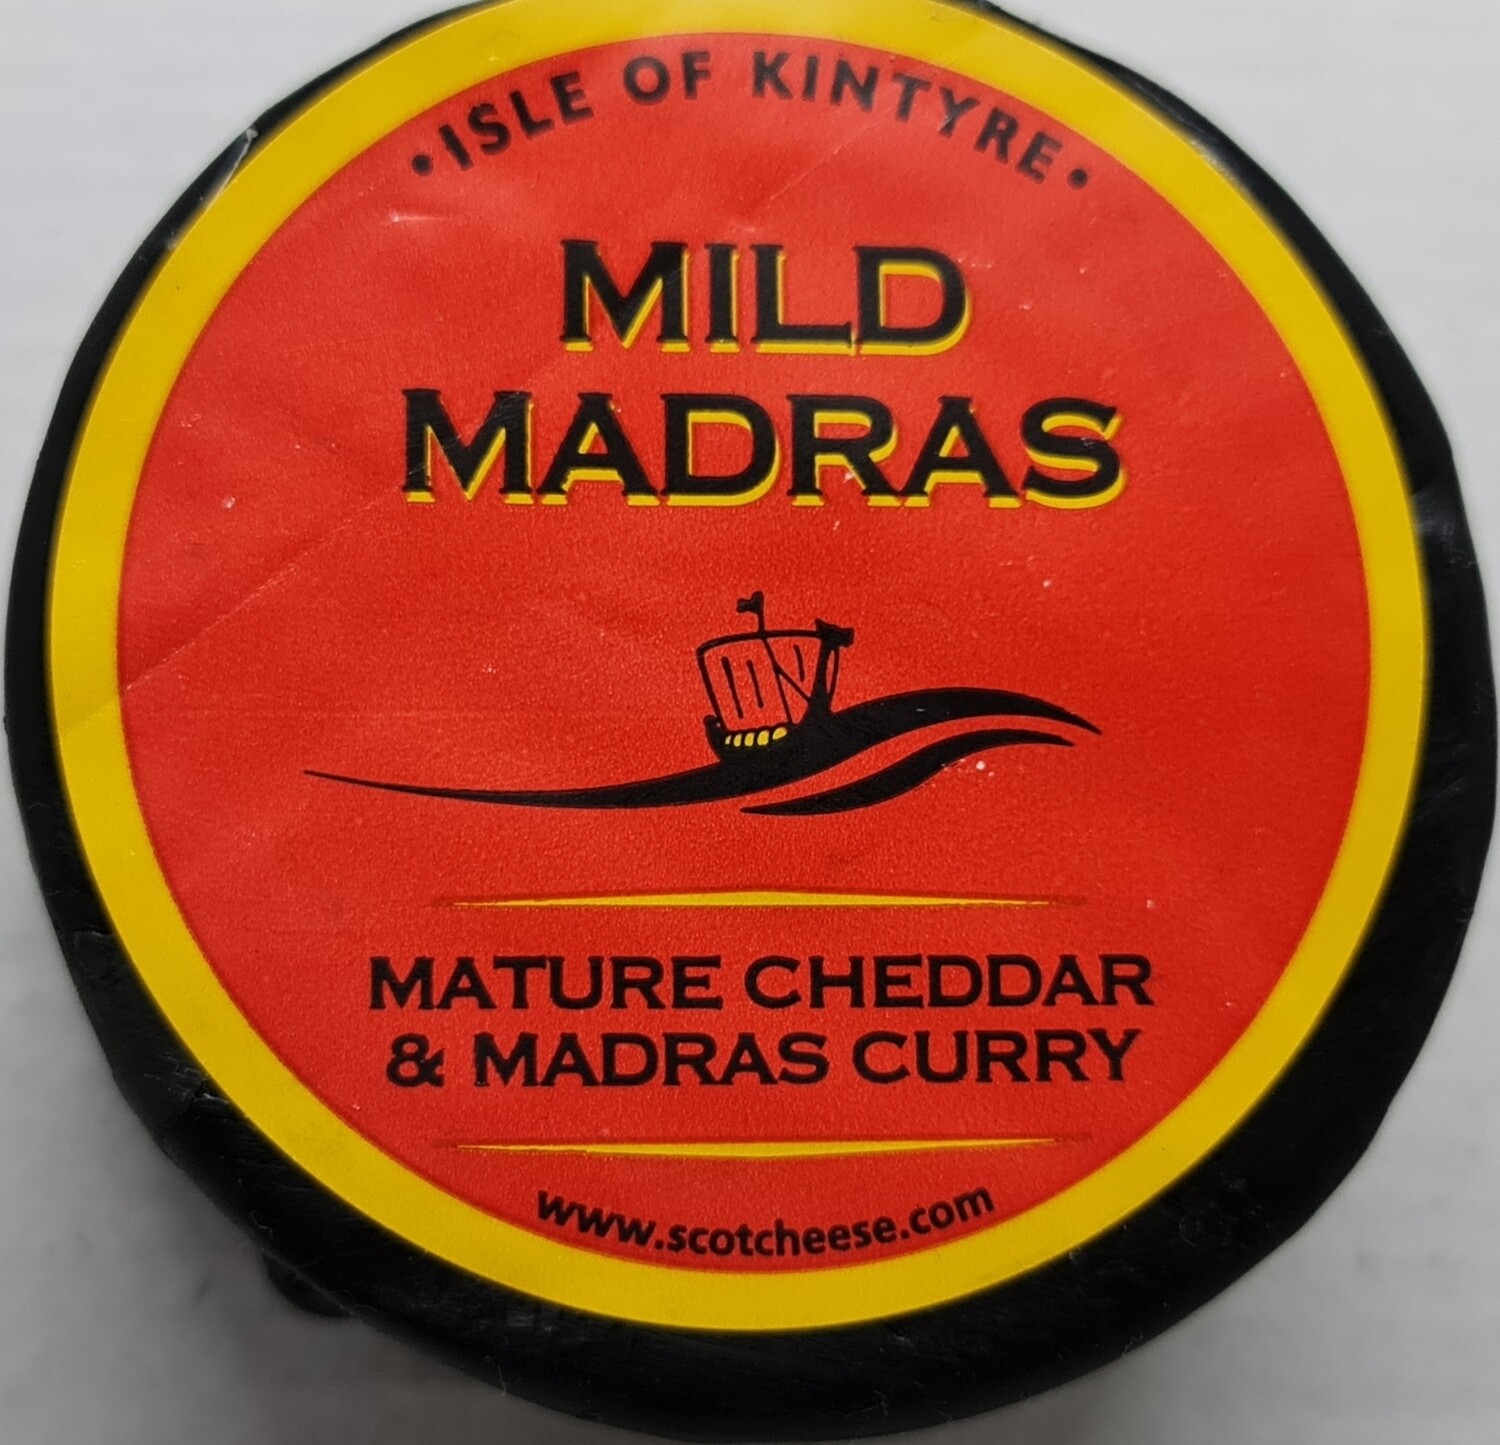 • ISLE OF KINTYRE •
MILD
MADRAS
MATURE CHEDDAR
& MADRAS CURRY
www.scotcheese.com